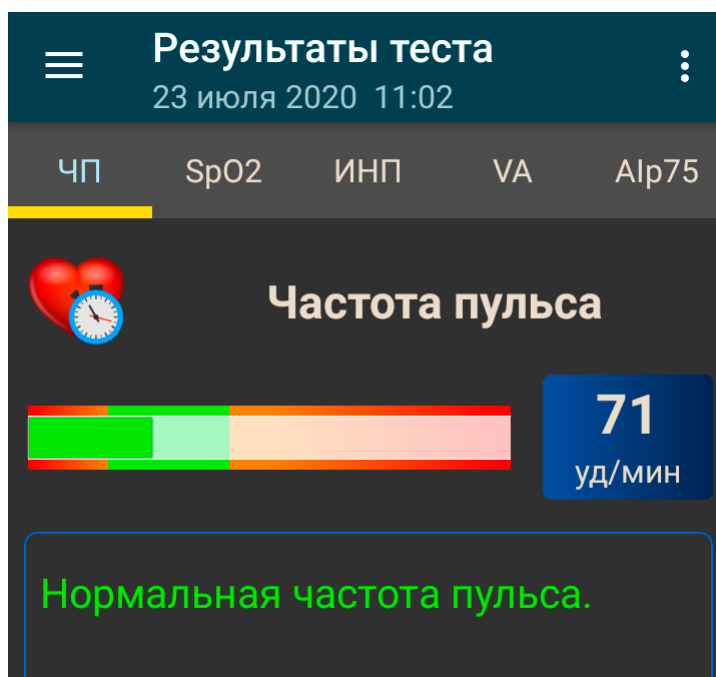 Результаты теста
23 июля 2020 11:02
ЧП SpO2 ИНП VA AIp75
Частота пульса
71
уд/мин
Нормальная частота пульса.